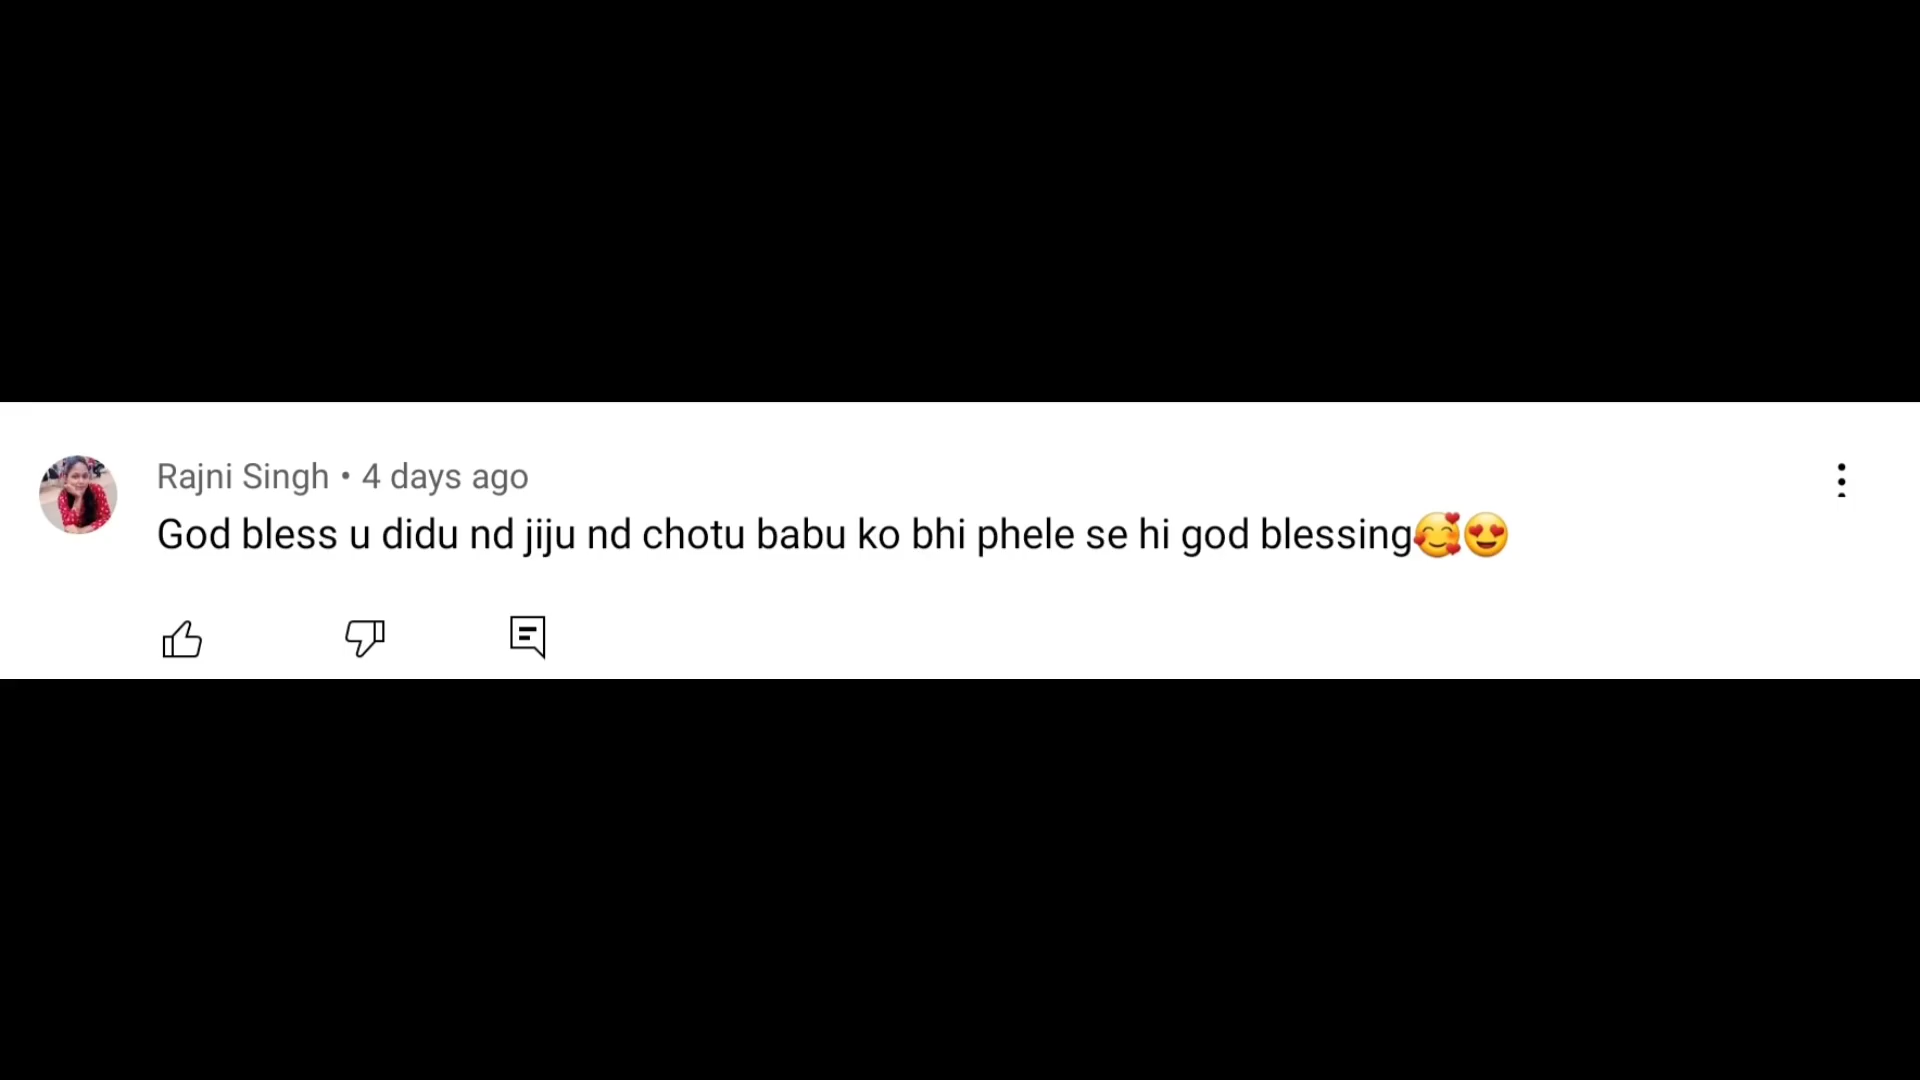 Rajni Singh • 4 days ago
God bless u didu nd jiju nd chotu babu ko bhi phele se hi god blessing🥰😍